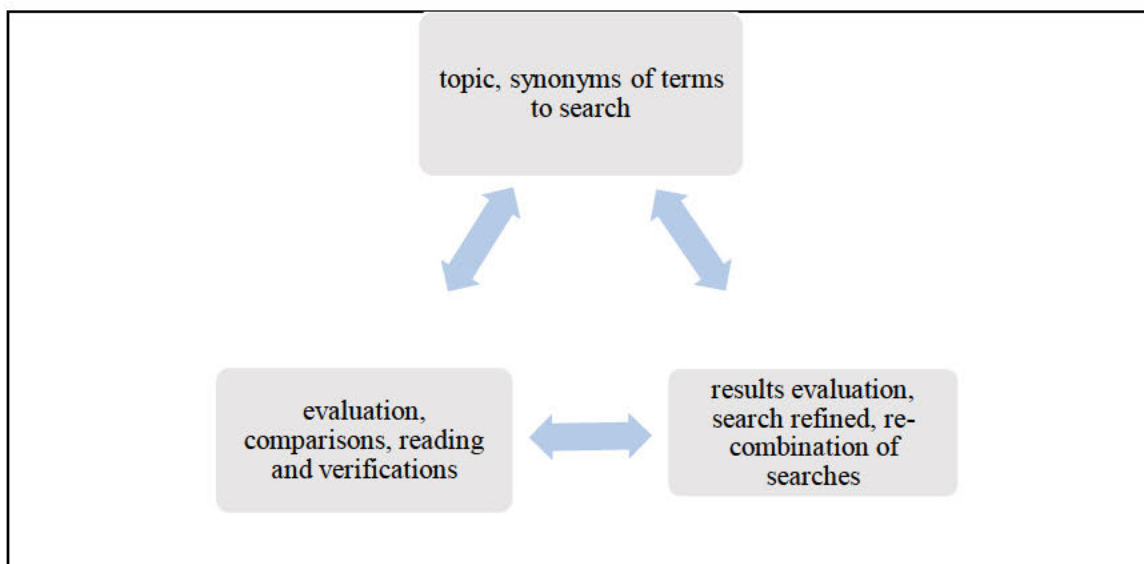 topic, synonyms of terms
to search
evaluation,
comparisons, reading
and verifications
results evaluation,
search refined, re-
combination of
searches